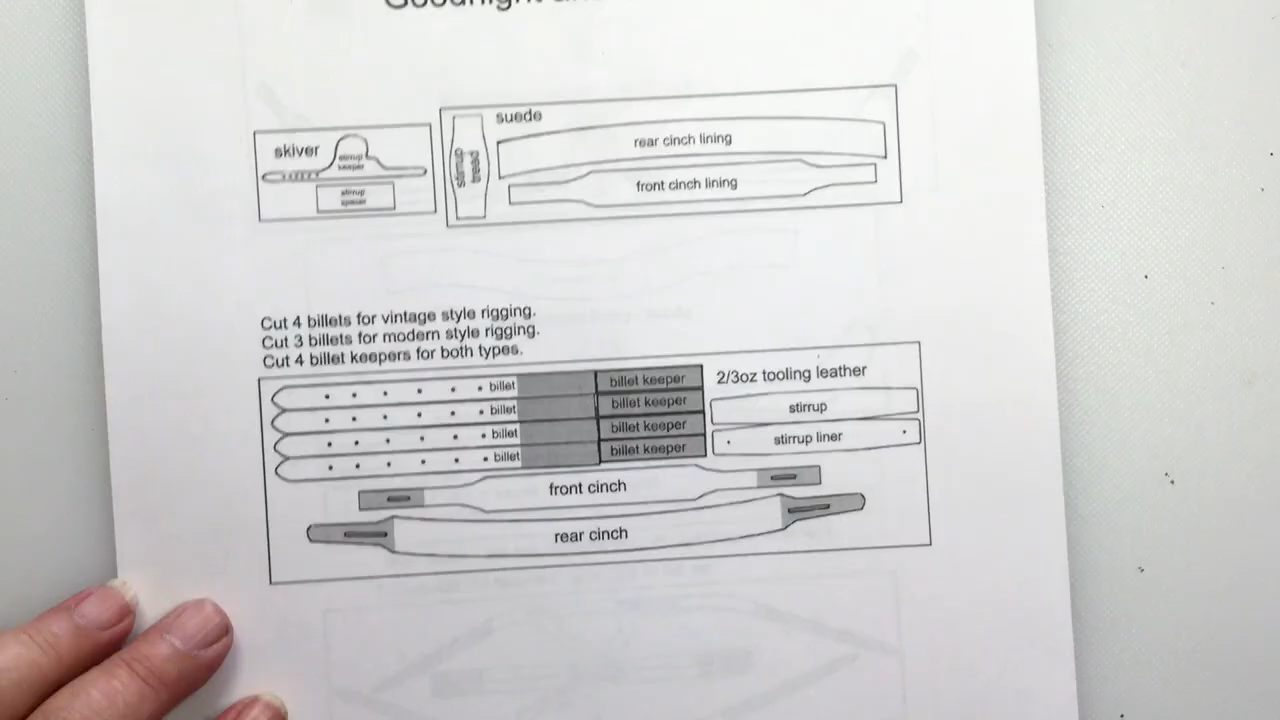 Goodnight
skiver
stirrup
keeper
stirrup
spacer
suede
rear cinch lining
front cinch lining
Cut 4 billets for vintage style rigging.
Cut 3 billets for modern style rigging.
Cut 4 billet keepers for both types.
billet
billet keeper
billet
billet keeper
billet
billet keeper
billet
billet keeper
2/3oz tooling leather
stirrup
stirrup liner
front cinch
rear cinch